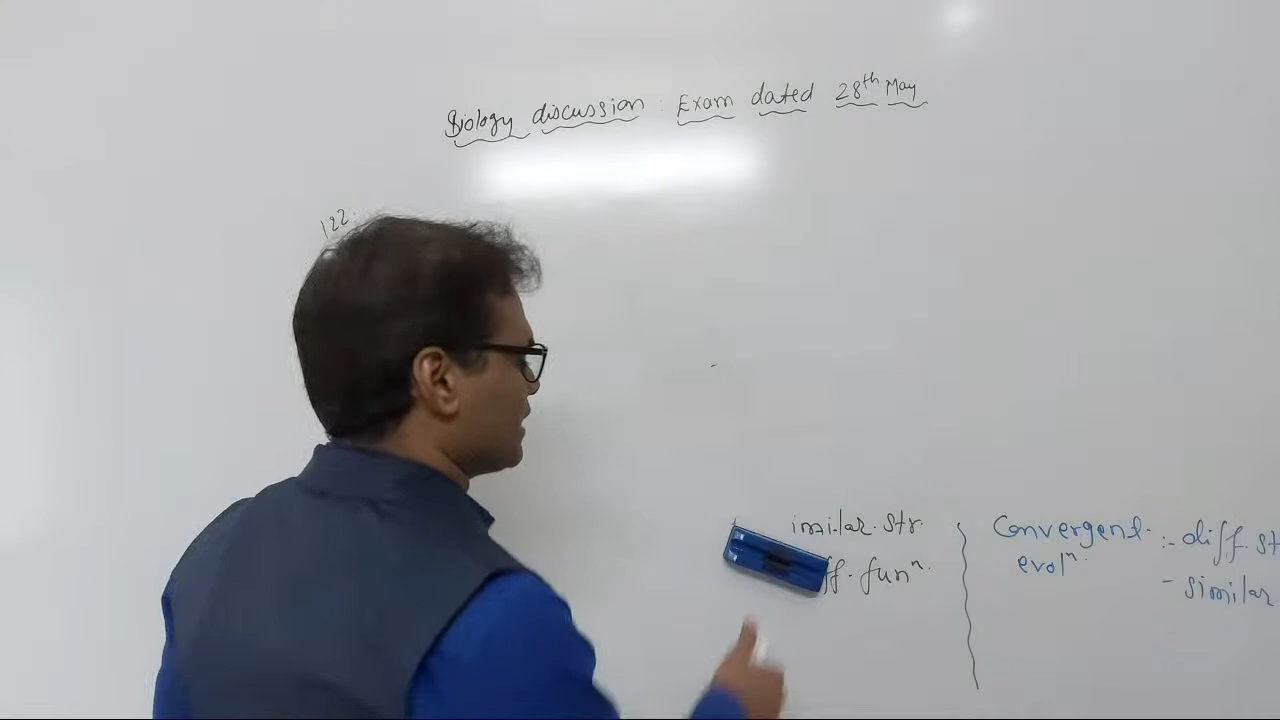 Biology discussion : Exam dated 28th May
122.
imilar. str.
ff. funⁿ.
Convergent :- diff. st
evolⁿ.
- similar